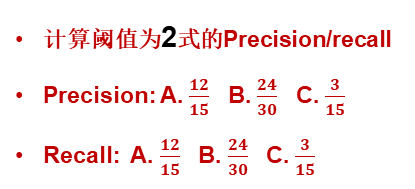 • 计算阈值为2式的Precision/recall
• Precision: A. 12/15 B. 24/30 C. 3/15
• Recall: A. 12/15 B. 24/30 C. 3/15